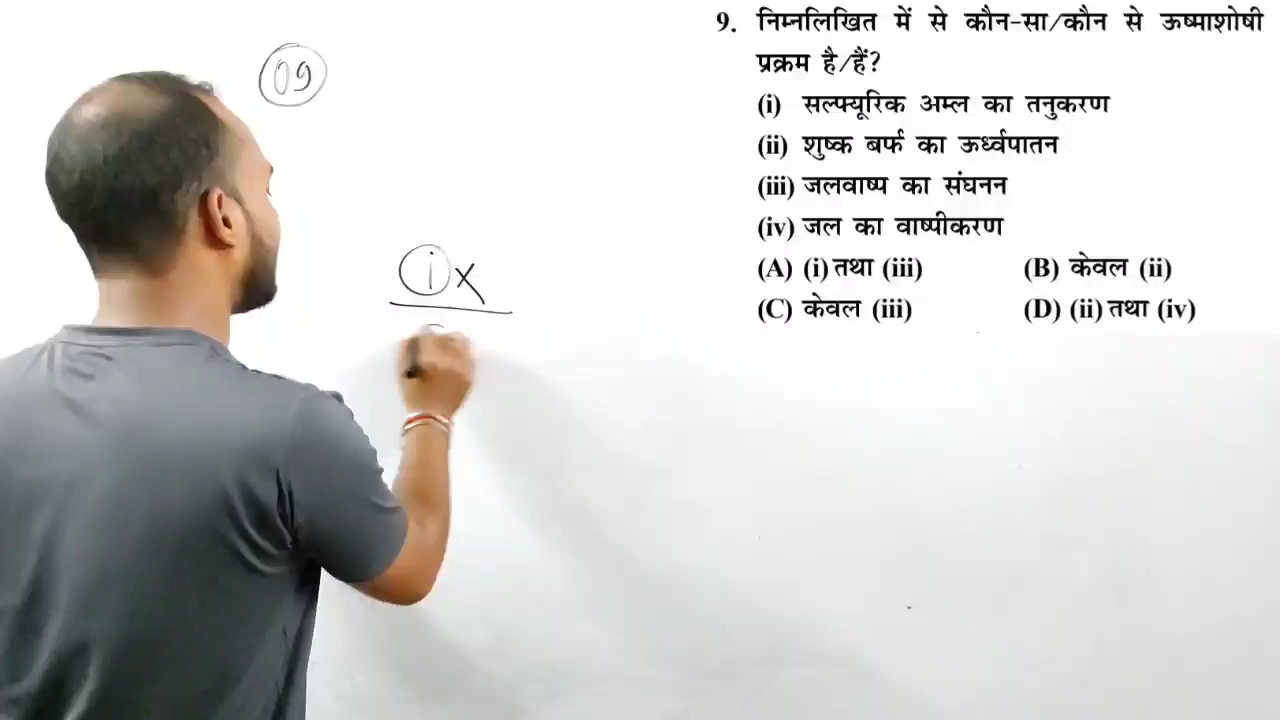 09
i x
9. निम्नलिखित में से कौन-सा/कौन से ऊष्माशोषी
प्रक्रम है/हैं?
(i) सल्फ्यूरिक अम्ल का तनुकरण
(ii) शुष्क बर्फ का ऊर्ध्वपातन
(iii) जलवाष्प का संघनन
(iv) जल का वाष्पीकरण
(A) (i) तथा (iii) (B) केवल (ii)
(C) केवल (iii) (D) (ii) तथा (iv)